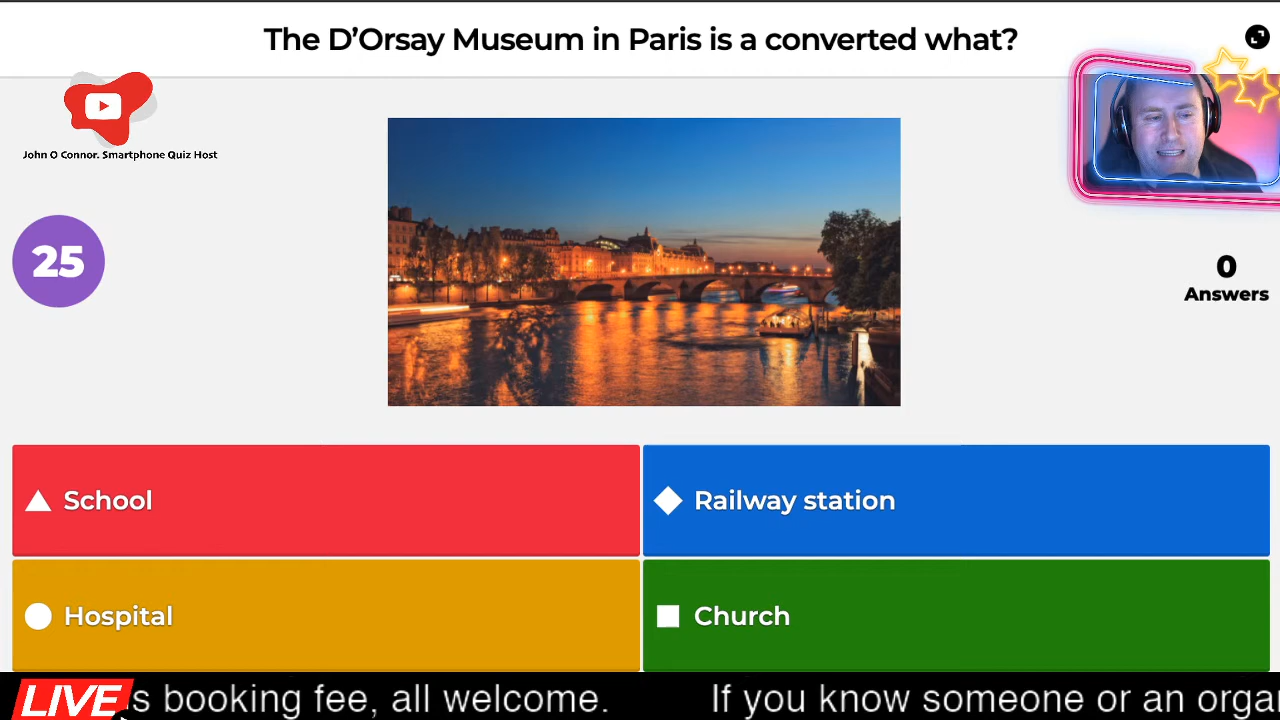 The D’Orsay Museum in Paris is a converted what?
John O Connor. Smartphone Quiz Host
25
0
Answers
School
Railway station
Hospital
Church
LIVE
s booking fee, all welcome. If you know someone or an orga